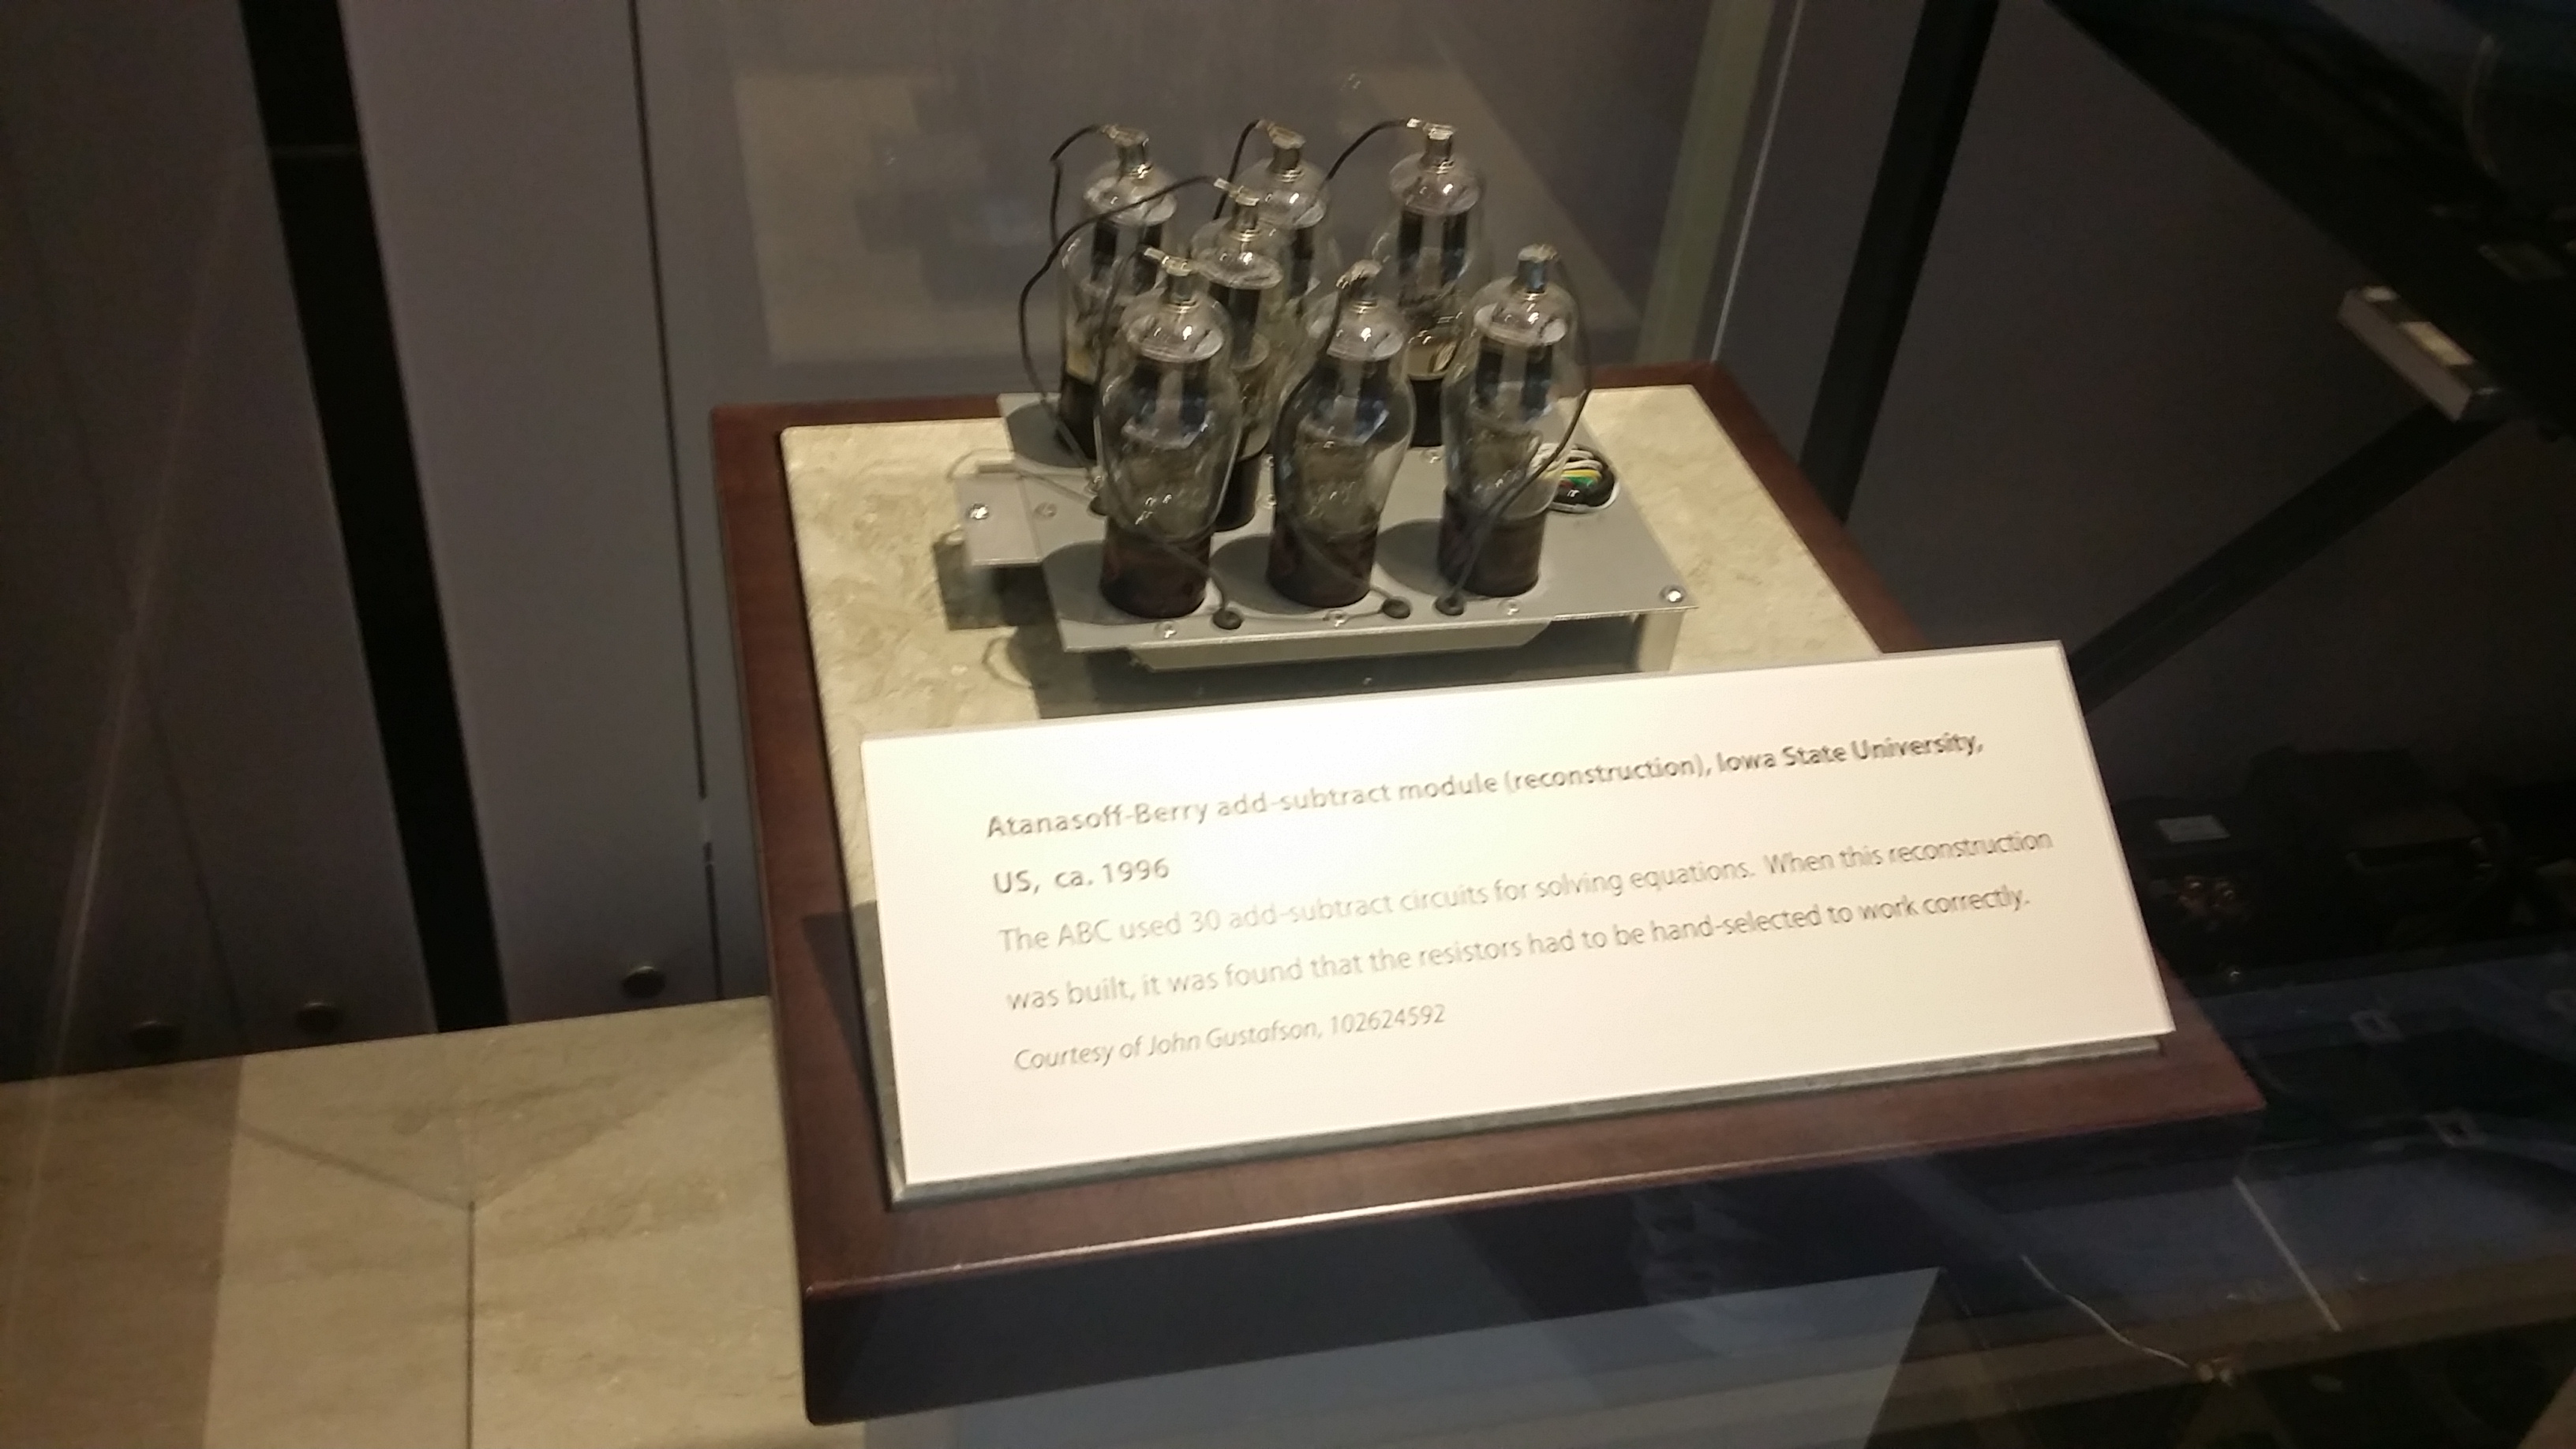 Atanasoff-Berry add-subtract module (reconstruction), Iowa State University,
US, ca. 1996
The ABC used 30 add-subtract circuits for solving equations. When this reconstruction
was built, it was found that the resistors had to be hand-selected to work correctly.
Courtesy of John Gustafson, 102624592